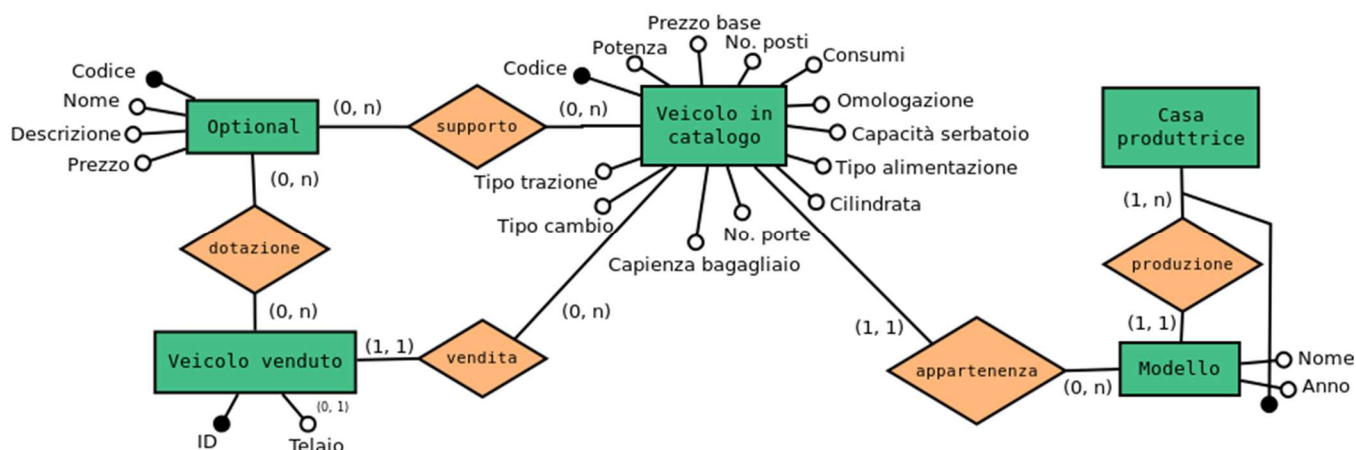 Prezzo base
Potenza
No. posti
Codice
Consumi
Codice
Nome
Descrizione
Prezzo
Optional
(0, n)
supporto
(0, n)
Veicolo in
catalogo
Omologazione
Capacità serbatoio
Tipo alimentazione
Cilindrata
Tipo trazione
Tipo cambio
No. porte
Capienza bagagliaio
Casa
produttrice
(0, n)
dotazione
(0, n)
(1, n)
produzione
(1, 1)
Veicolo venduto
(1, 1)
vendita
(0, n)
(1, 1)
appartenenza
(0, n)
Modello
Nome
Anno
(0, 1)
ID
Telaio